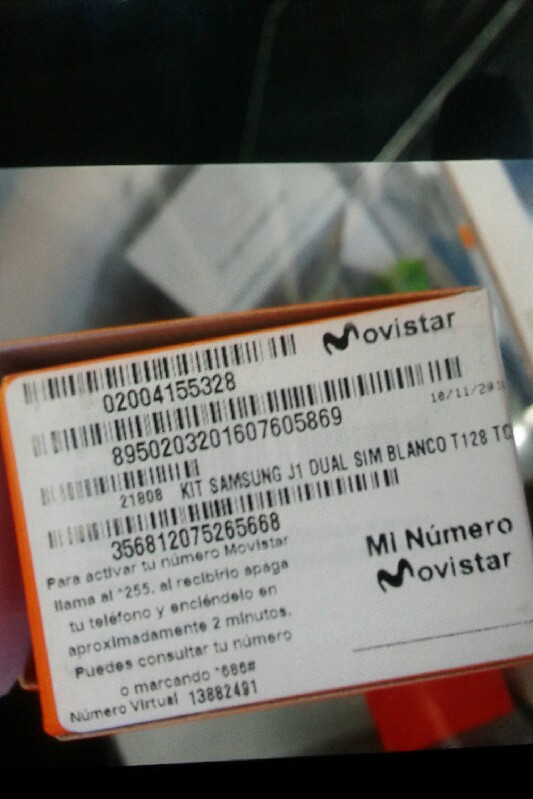 Movistar
02004155328
10/11/20
8950203201607605869
21808 KIT SAMSUNG J1 DUAL SIM BLANCO T128 TC
356812075265668
Para activar tu número Movistar
llama al *255, al recibirlo apaga
tu teléfono y enciéndelo en
aproximadamente 2 minutos.
Puedes consultar tu número
o marcando *686#
Número Virtual 13882491
Mi Número
Movistar